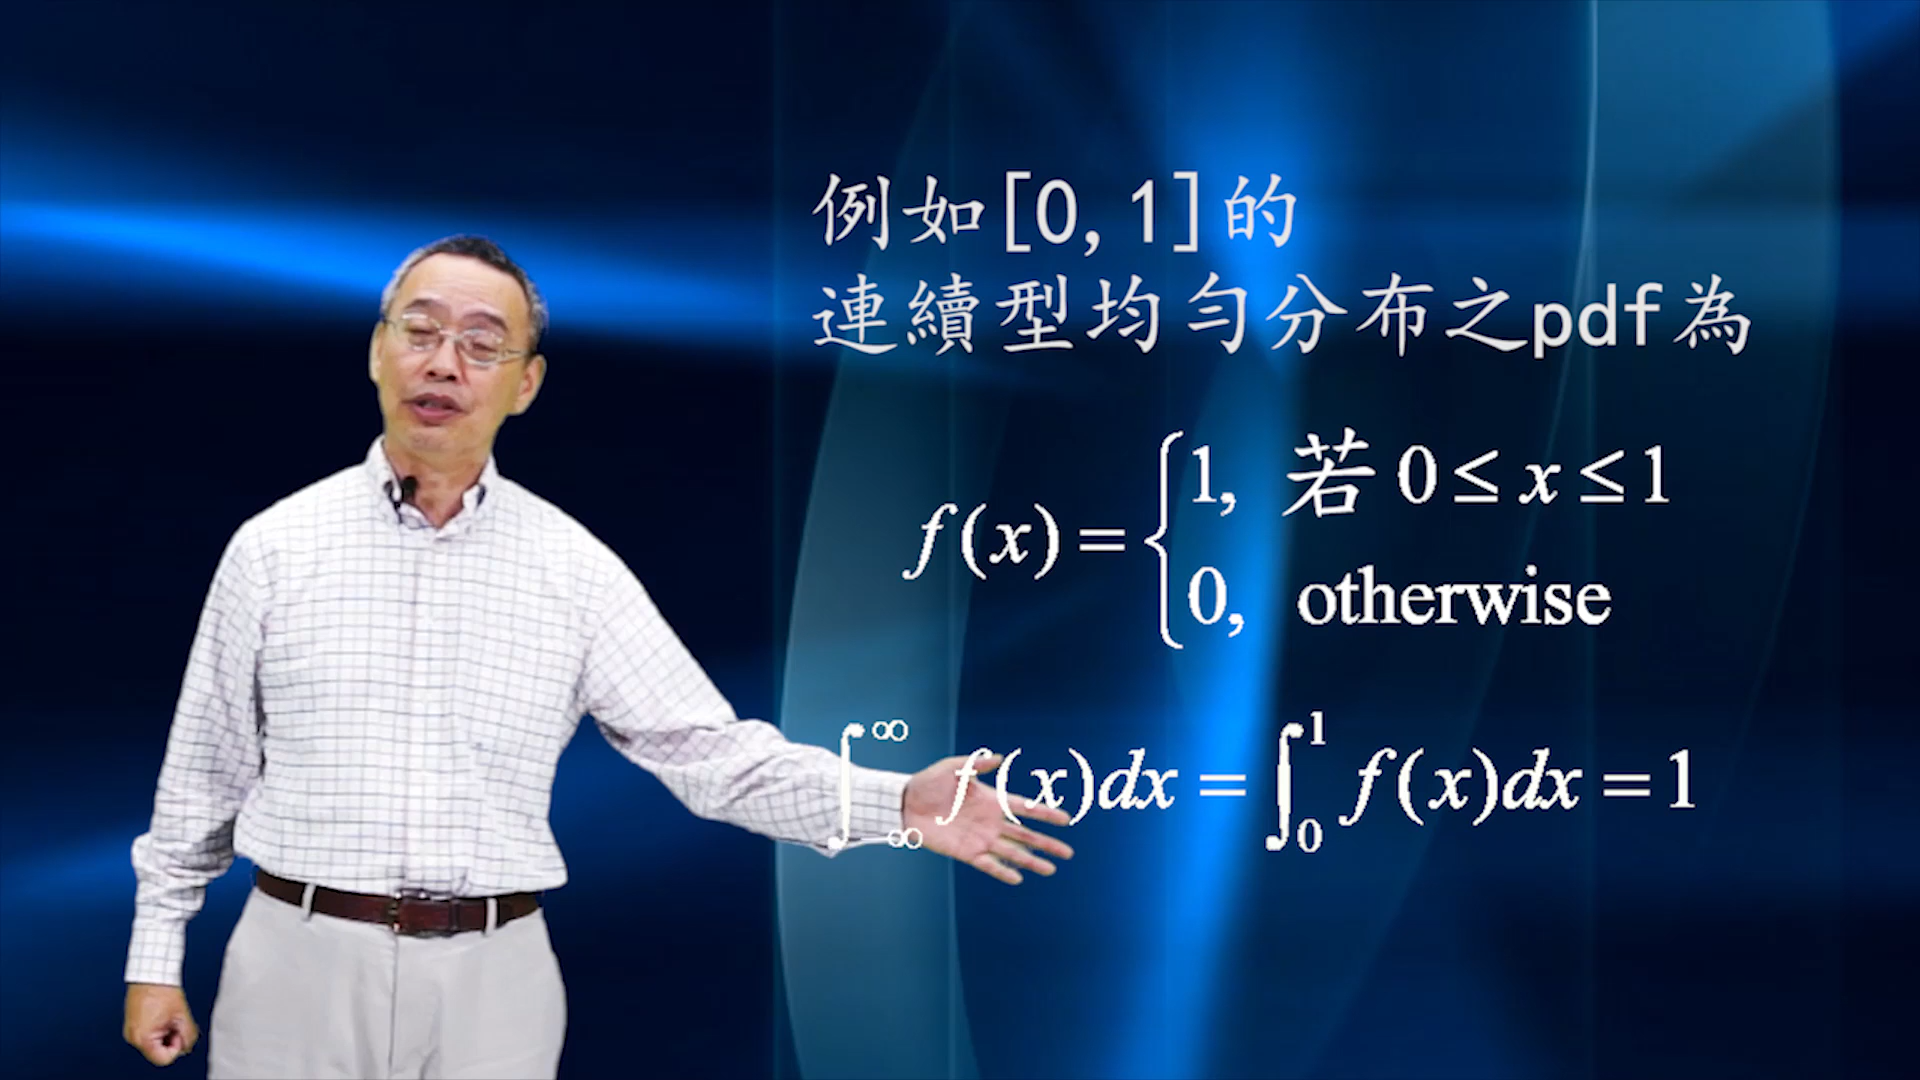 例如[0,1]的
連續型均勻分布之pdf為
f(x) = { 1, 若 0 ≤ x ≤ 1
0, otherwise
∫_{-∞}^{∞} f(x)dx = ∫_0^1 f(x)dx = 1